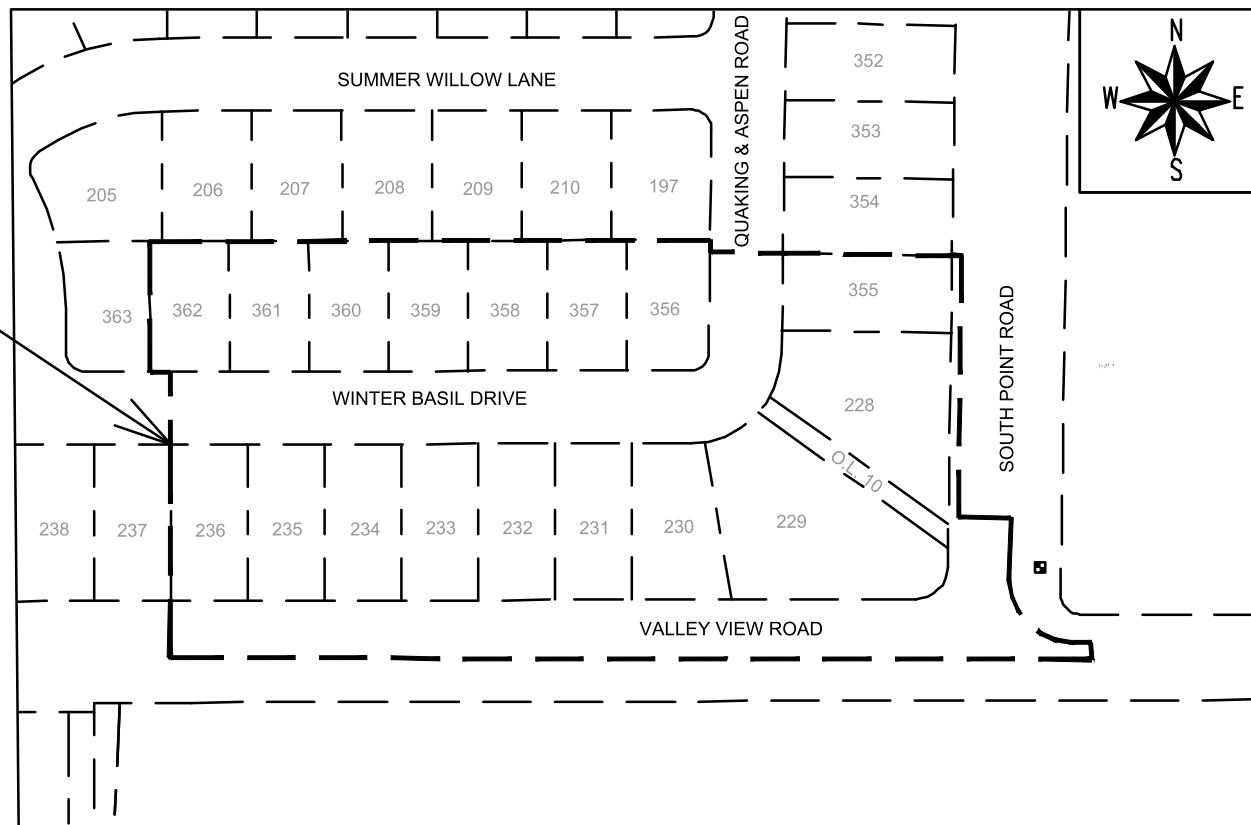 N
W E
S
SUMMER WILLOW LANE
QUAKING & ASPEN ROAD
352
353
354
205 206 207 208 209 210 197
363 362 361 360 359 358 357 356
355
SOUTH POINT ROAD
WINTER BASIL DRIVE
228
O.L. 10
238 237 236 235 234 233 232 231 230 229
VALLEY VIEW ROAD